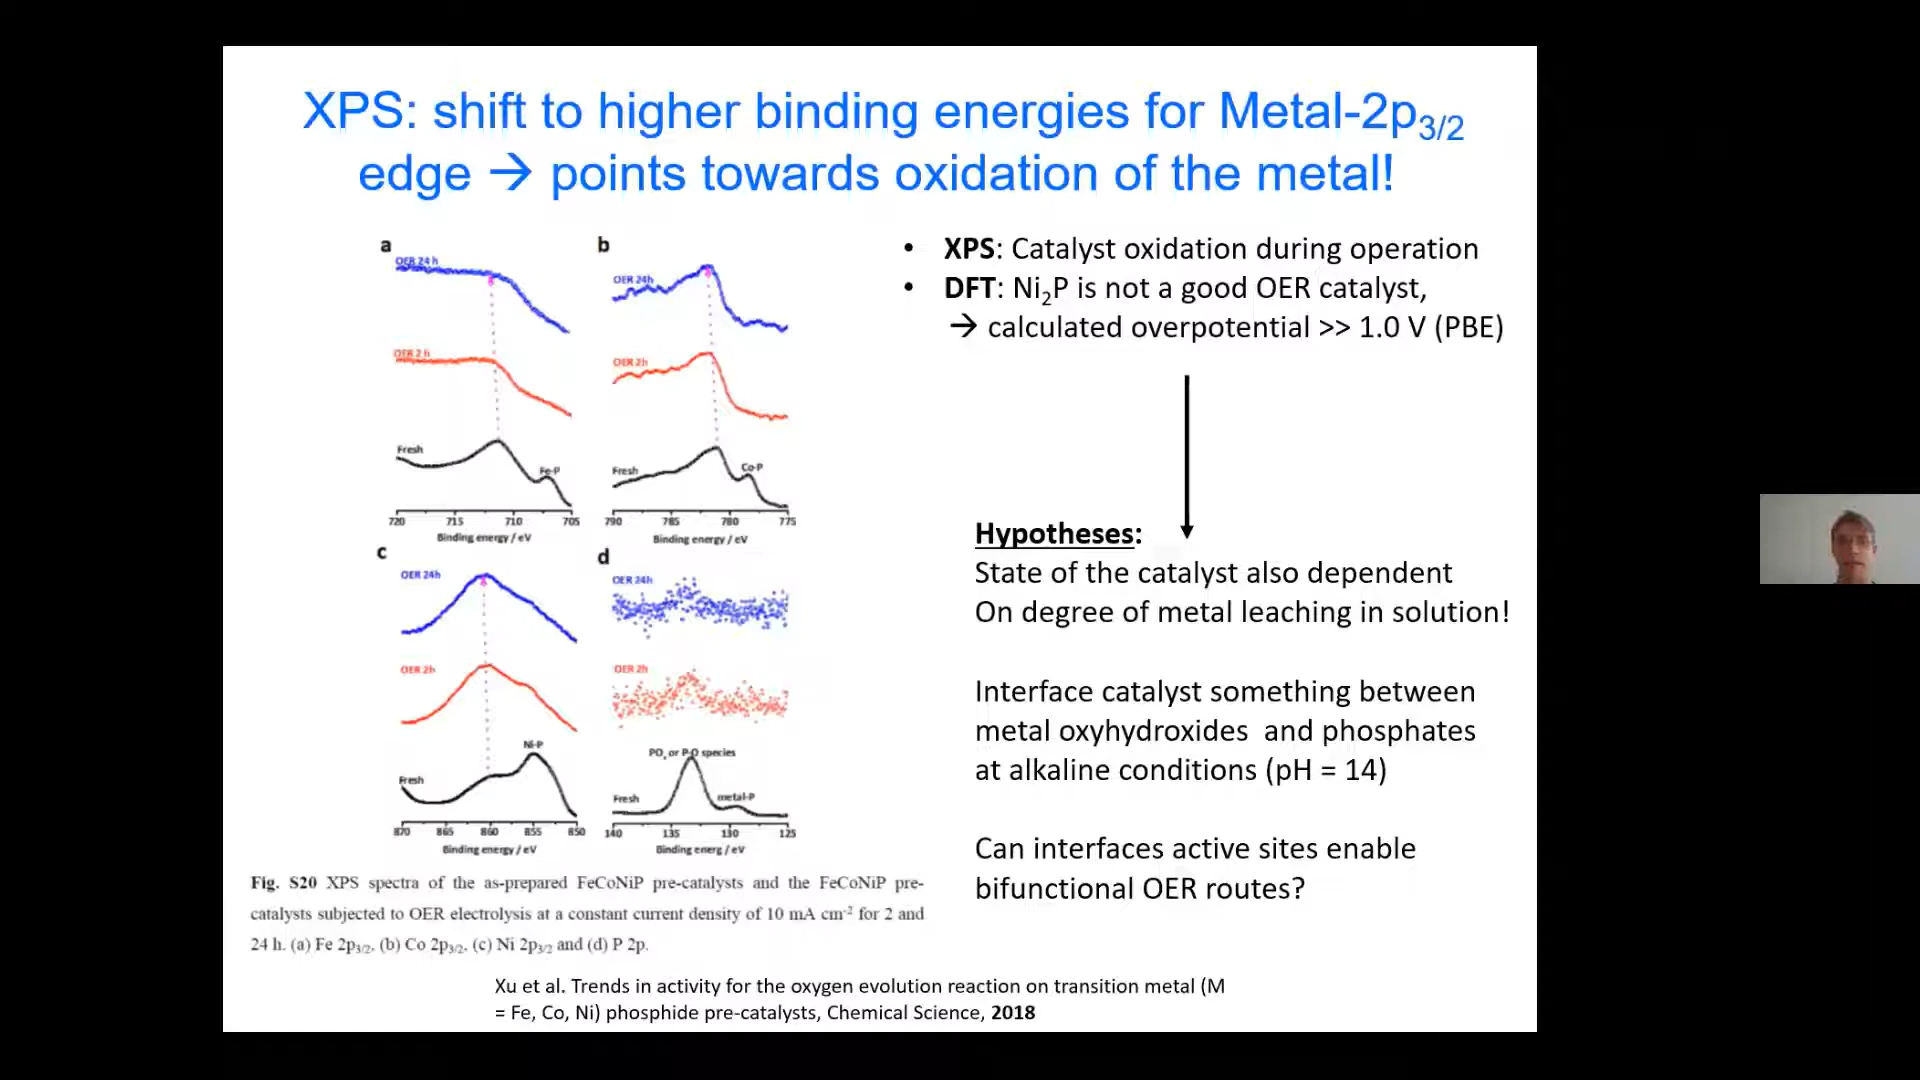 XPS: shift to higher binding energies for Metal-2p3/2
edge → points towards oxidation of the metal!
a
OER 24 h
OER 2 h
Fresh
Fe-P
720 715 710 705
Binding energy / eV
b
OER 24h
OER 2h
Fresh
Co-P
790 785 780 775
Binding energy / eV
c
OER 24h
OER 2h
Ni-P
Fresh
870 865 860 855 850
Binding energy / eV
d
OER 24h
OER 2h
POx or P-O species
Fresh
metal-P
140 135 130 125
Binding energ / eV
Fig. S20 XPS spectra of the as-prepared FeCoNiP pre-catalysts and the FeCoNiP pre-
catalysts subjected to OER electrolysis at a constant current density of 10 mA cm-2 for 2 and
24 h. (a) Fe 2p3/2. (b) Co 2p3/2. (c) Ni 2p3/2 and (d) P 2p.
• XPS: Catalyst oxidation during operation
• DFT: Ni2P is not a good OER catalyst,
→ calculated overpotential >> 1.0 V (PBE)
Hypotheses:
State of the catalyst also dependent
On degree of metal leaching in solution!
Interface catalyst something between
metal oxyhydroxides and phosphates
at alkaline conditions (pH = 14)
Can interfaces active sites enable
bifunctional OER routes?
Xu et al. Trends in activity for the oxygen evolution reaction on transition metal (M
= Fe, Co, Ni) phosphide pre-catalysts, Chemical Science, 2018